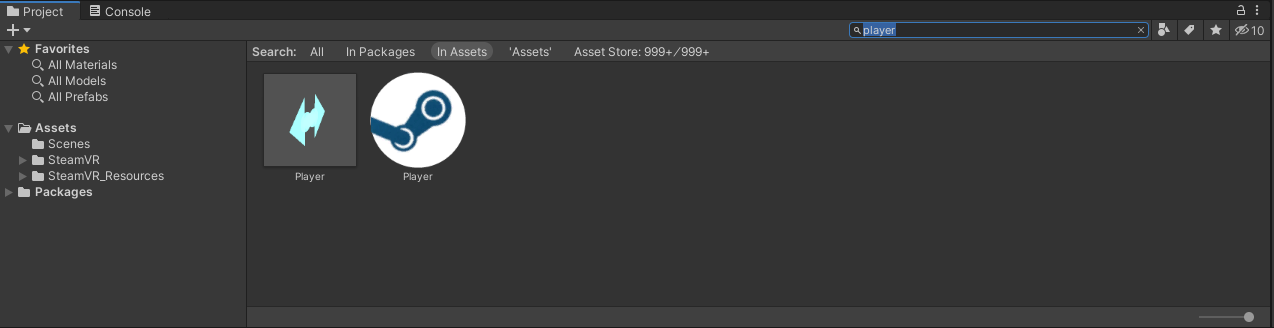 Project Console
player
10
Favorites
All Materials
All Models
All Prefabs
Assets
Scenes
SteamVR
SteamVR_Resources
Packages
Search: All In Packages In Assets 'Assets' Asset Store: 999+/999+
Player Player